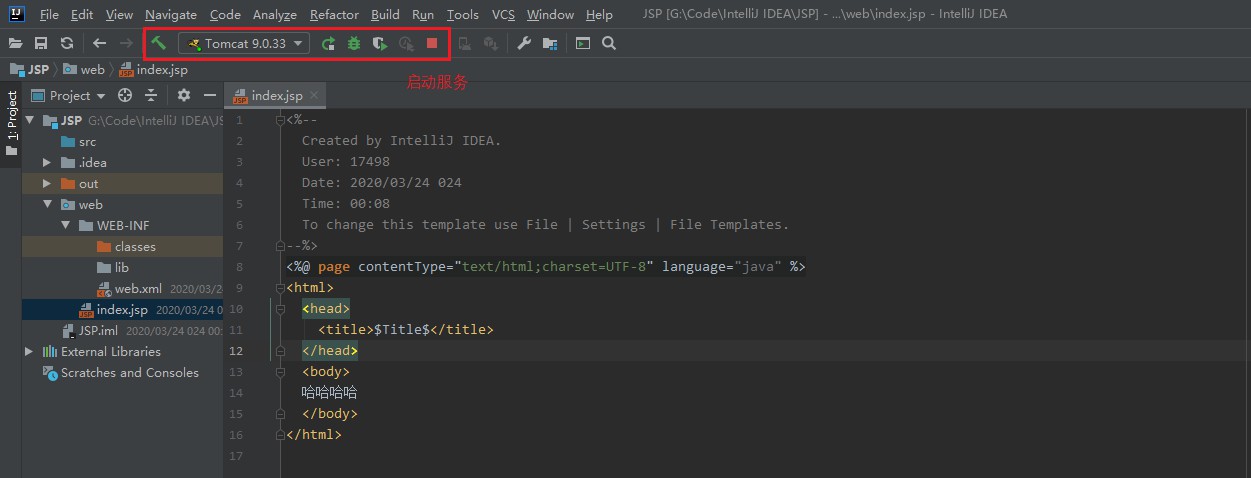 IJ File Edit View Navigate Code Analyze Refactor Build Run Tools VCS Window Help JSP [G:\Code\IntelliJ IDEA\JSP] - ...\web\index.jsp - IntelliJ IDEA
Tomcat 9.0.33
JSP web index.jsp
启动服务
1: Project
Project
index.jsp
JSP G:\Code\IntelliJ IDEA\JS
src
.idea
out
web
WEB-INF
classes
lib
web.xml 2020/03/2
index.jsp 2020/03/24 0
JSP.iml 2020/03/24 024 00:
External Libraries
Scratches and Consoles
1 <%--
2 Created by IntelliJ IDEA.
3 User: 17498
4 Date: 2020/03/24 024
5 Time: 00:08
6 To change this template use File | Settings | File Templates.
7 --%>
8 <%@ page contentType="text/html;charset=UTF-8" language="java" %>
9 <html>
10 <head>
11 <title>$Title$</title>
12 </head>
13 <body>
14 哈哈哈哈
15 </body>
16 </html>
17